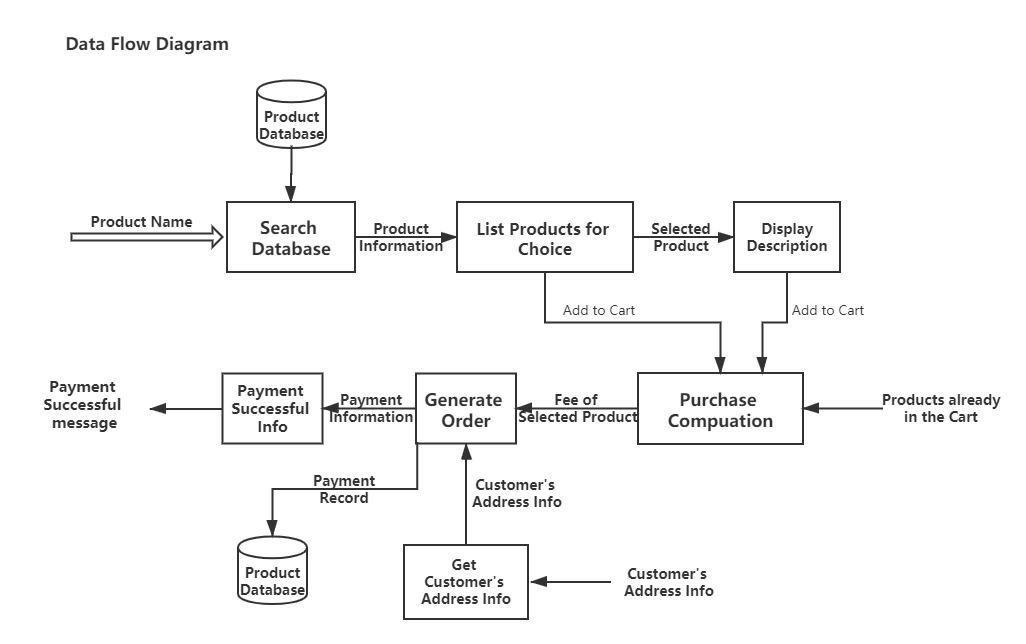 Data Flow Diagram
Product
Database
Product Name
Search
Database
Product
Information
List Products for
Choice
Selected
Product
Display
Description
Add to Cart
Add to Cart
Payment
Successful
message
Payment
Successful
Info
Payment
Information
Generate
Order
Fee of
Selected Product
Purchase
Compuation
Products already
in the Cart
Payment
Record
Customer's
Address Info
Product
Database
Get
Customer's
Address Info
Customer's
Address Info